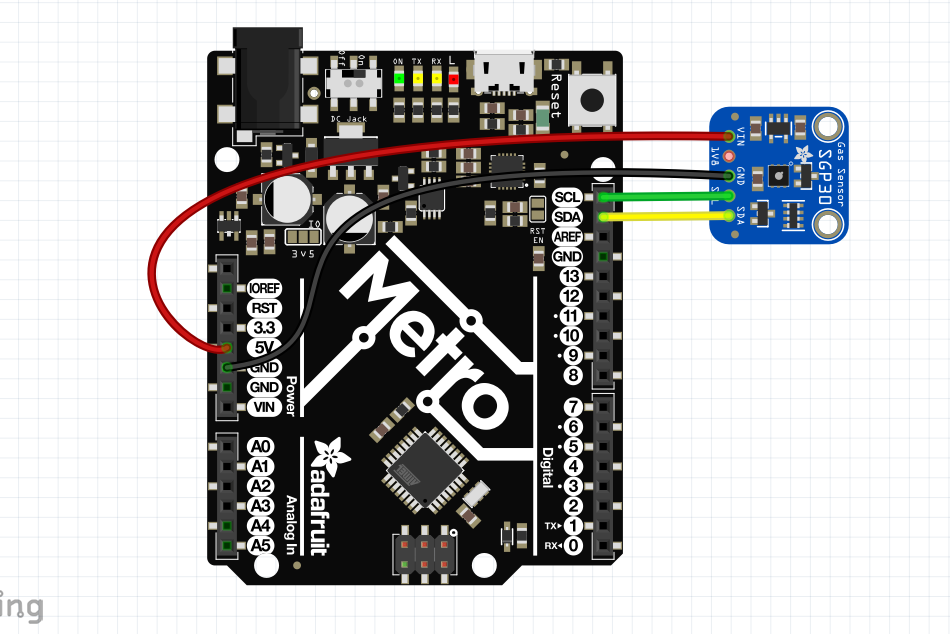 Off
On
ON
TX
RX
L
Reset
DC Jack
IO
3v5
RST
EN
SCL
SDA
AREF
GND
13
12
11
10
9
8
7
6
5
4
3
2
TX 1
RX 0
Digital
IOREF
RST
3.3
5V
GND
GND
VIN
Power
A0
A1
A2
A3
A4
A5
Analog In
Metro
adafruit
VIN
1V8
GND
SDA
SGP30
Gas Sensor
ing